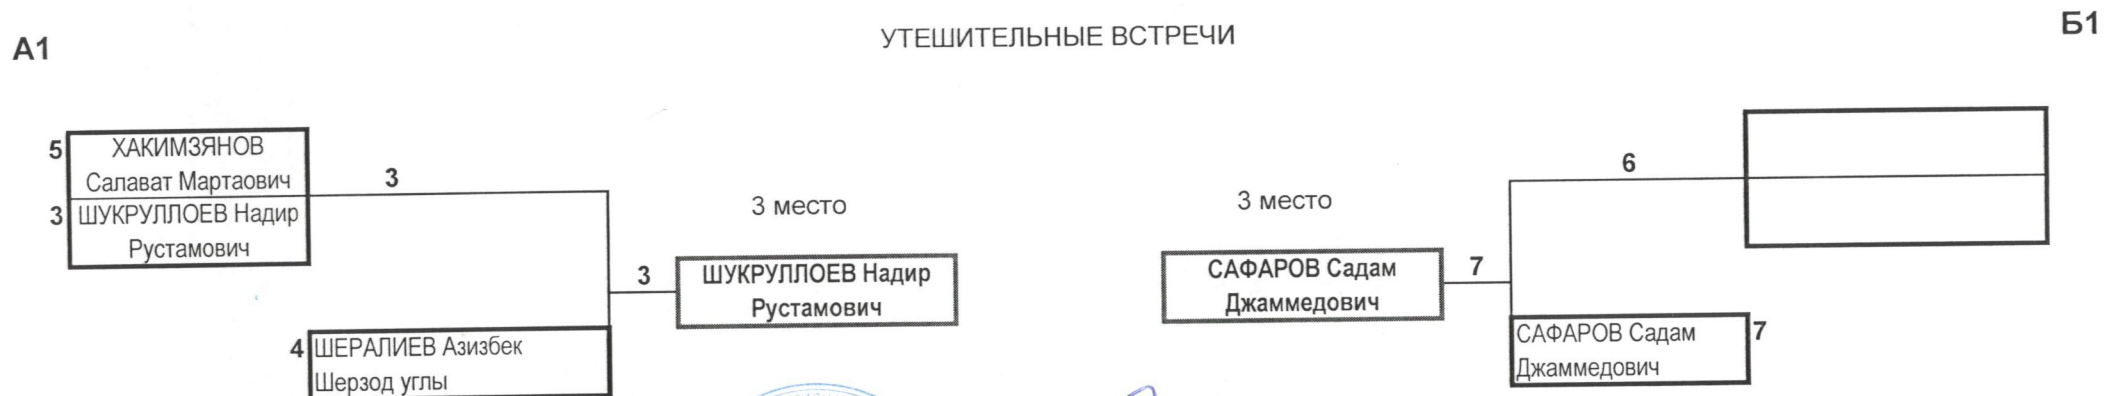 А1
УТЕШИТЕЛЬНЫЕ ВСТРЕЧИ
Б1
5 ХАКИМЗЯНОВ
Салават Мартаович
3
3 ШУКРУЛЛОЕВ Надир
Рустамович
3 место
3
ШУКРУЛЛОЕВ Надир
Рустамович
4 ШЕРАЛИЕВ Азизбек
Шерзод углы
3 место
6
САФАРОВ Садам
Джаммедович
7
САФАРОВ Садам 7
Джаммедович